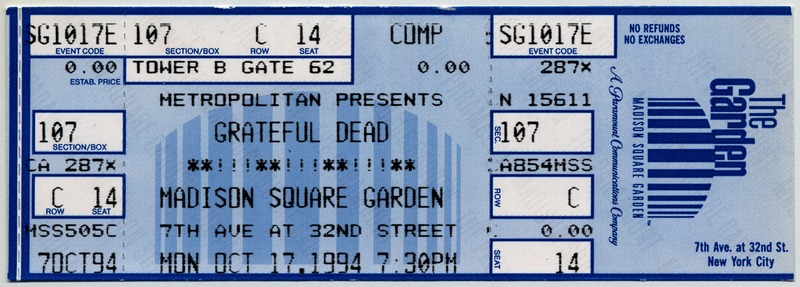 SG1017E 107 C 14 COMP SG1017E
EVENT CODE SECTION/BOX ROW SEAT EVENT CODE
0.00 TOWER B GATE 62 0.00 287×
ESTAB. PRICE
METROPOLITAN PRESENTS N 15611
107 GRATEFUL DEAD SEC. 107
SECTION/BOX
CA 287× **!!!**!!!**!!!** A854MSS
C 14 MADISON SQUARE GARDEN ROW C
ROW SEAT
MSS505C 7TH AVE AT 32ND STREET 0.00
7OCT94 MON OCT 17,1994 7:30PM SEAT 14
NO REFUNDS
NO EXCHANGES
The
Garden
MADISON SQUARE GARDEN™
A Paramount Communications Company
7th Ave. at 32nd St.
New York City